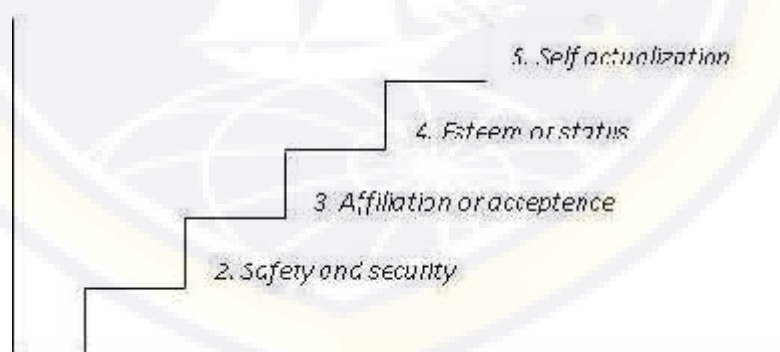 5. Self actualization
4. Esteem or status
3 Affiliation or acceptence
2. Safety and security